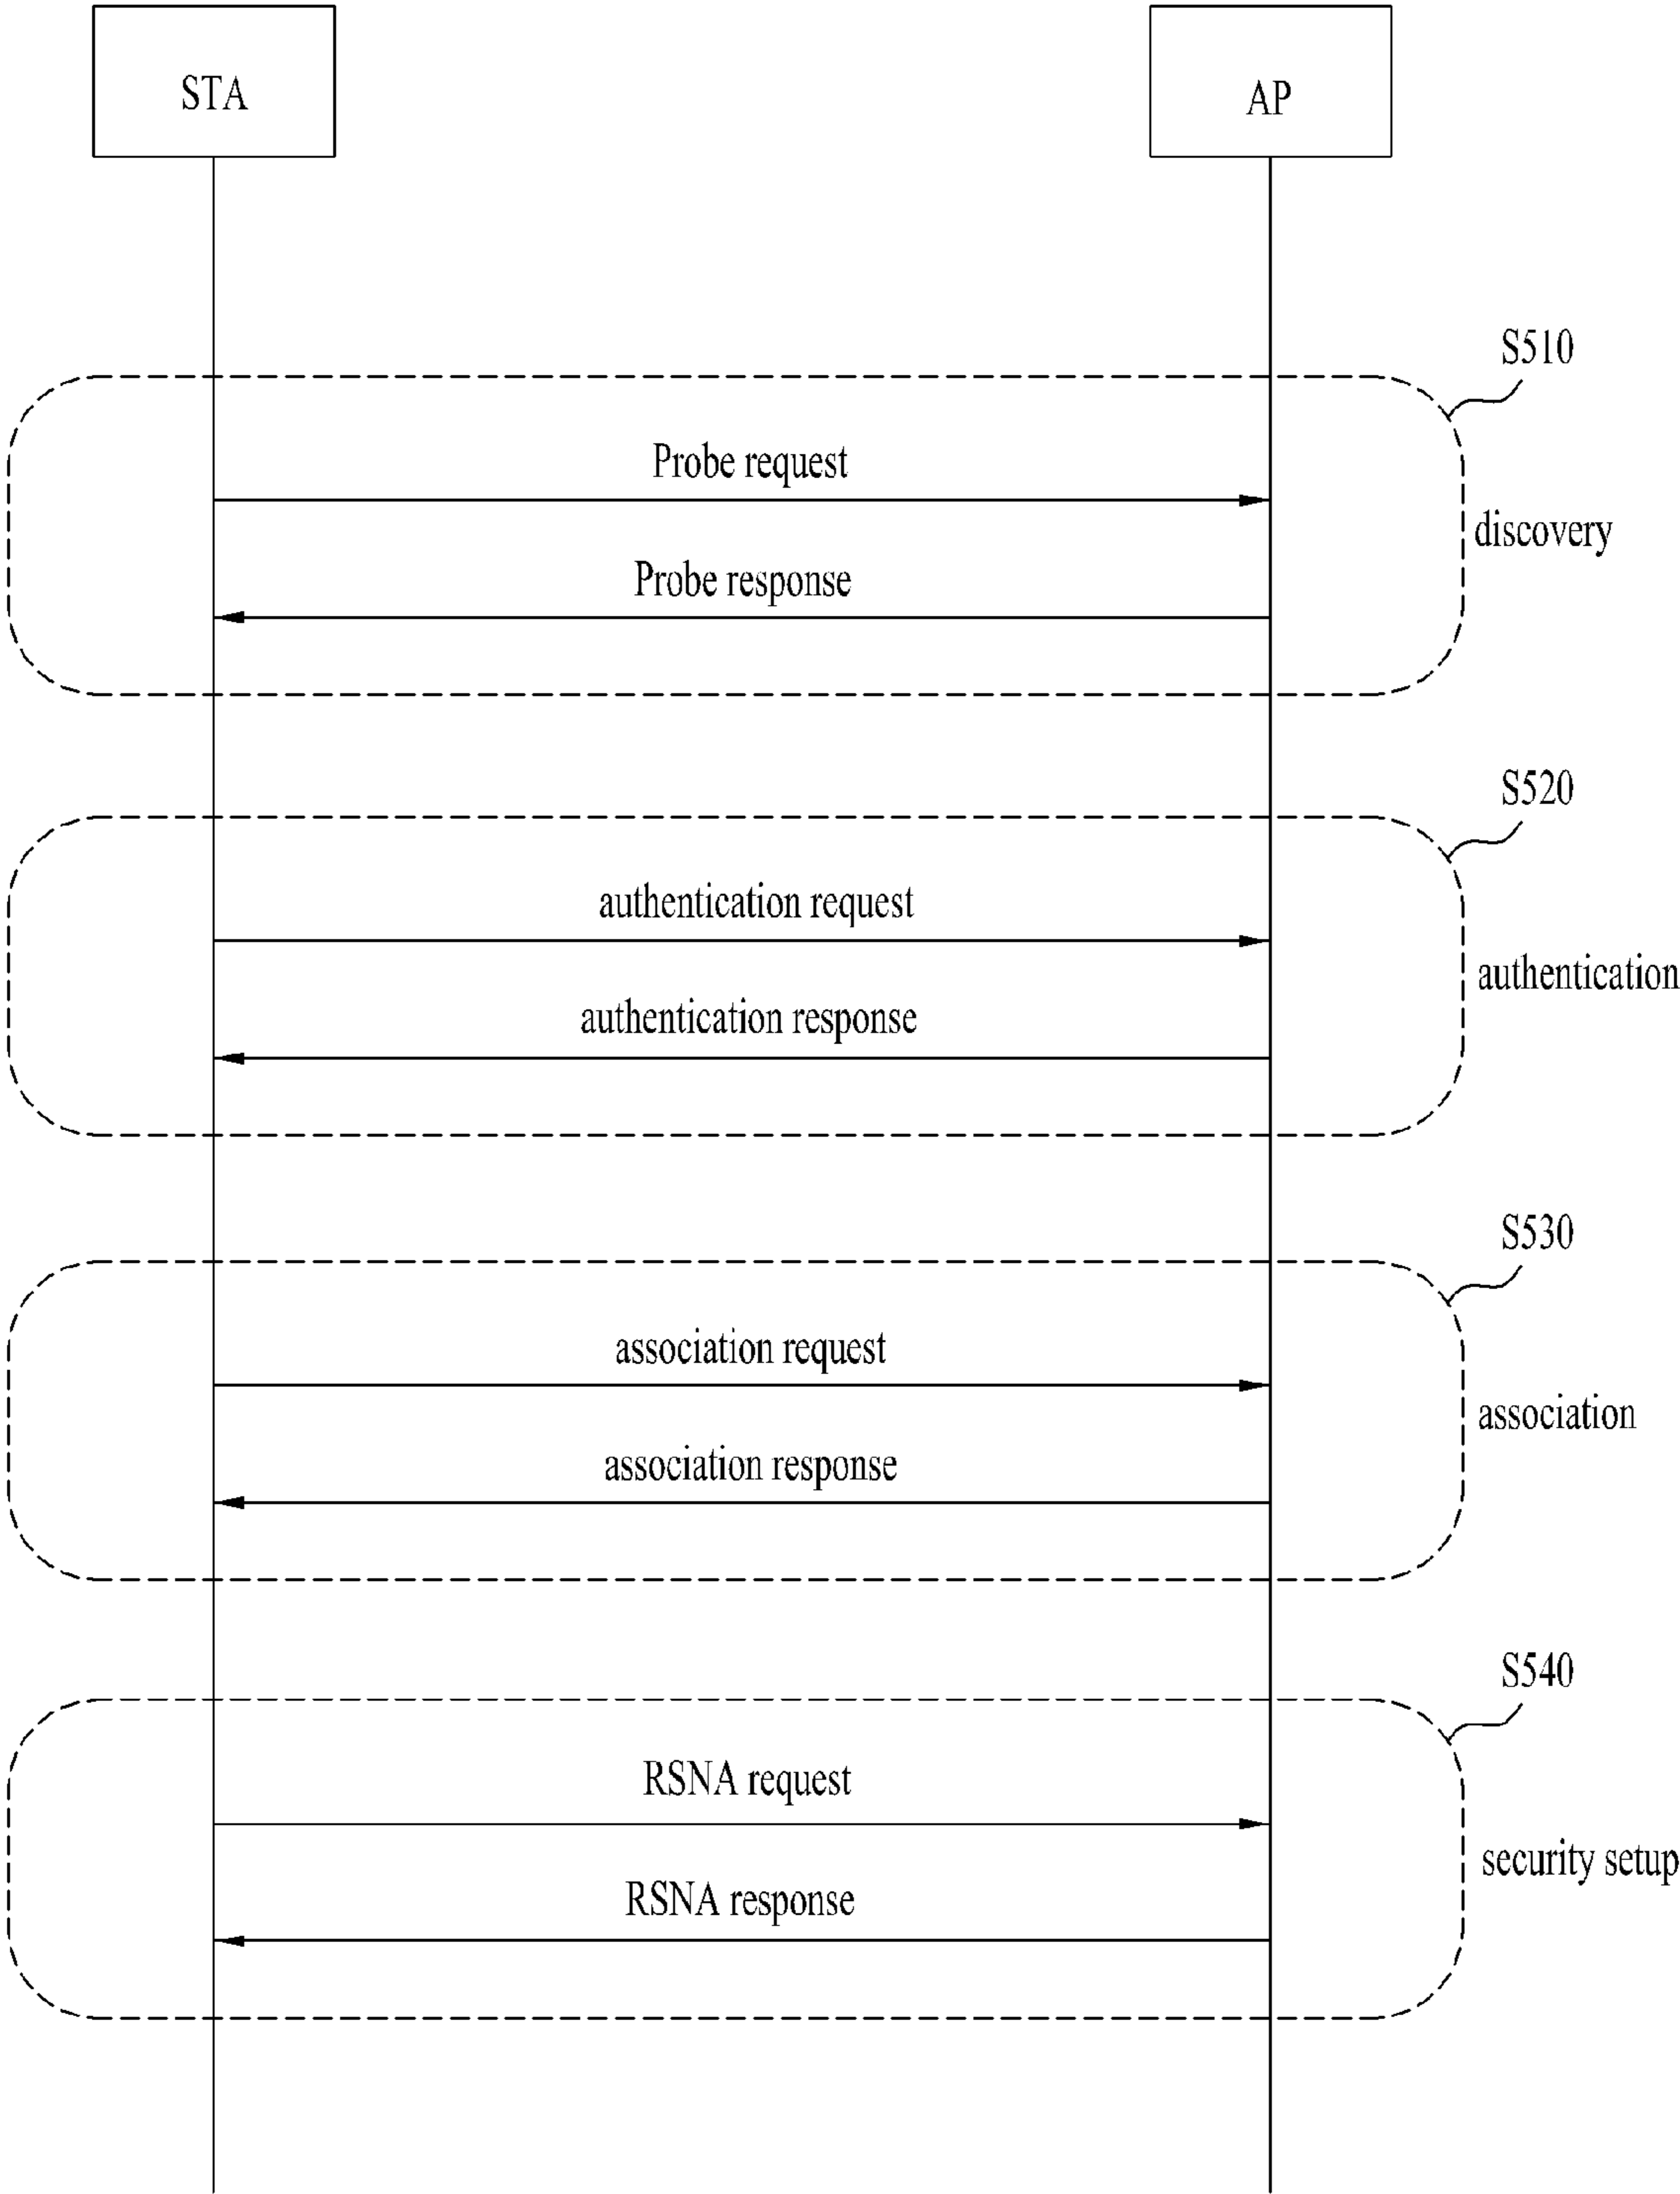 STA
AP
S510
Probe request
discovery
Probe response
S520
authentication request
authentication
authentication response
S530
association request
association
association response
S540
RSNA request
security setup
RSNA response